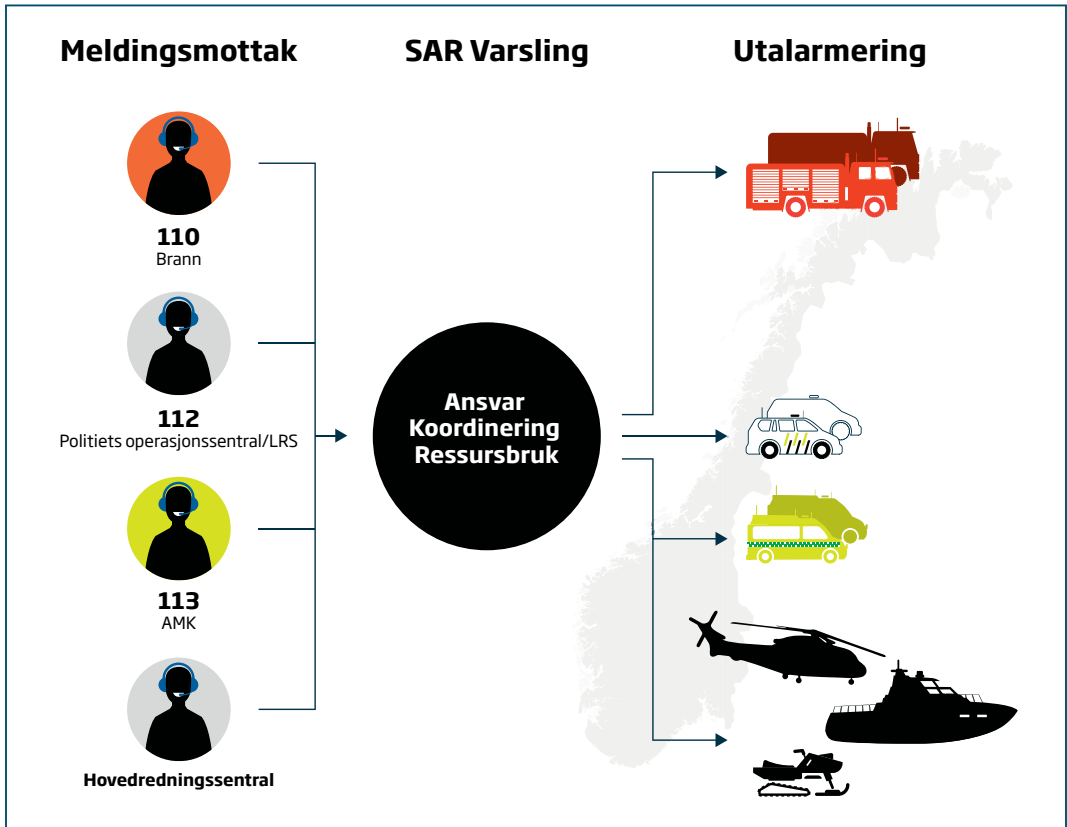 Meldingsmottak
SAR Varsling
Utalarmering
110
Brann
112
Politiets operasjonssentral/LRS
113
AMK
Hovedredningssentral
Ansvar
Koordinering
Ressursbruk